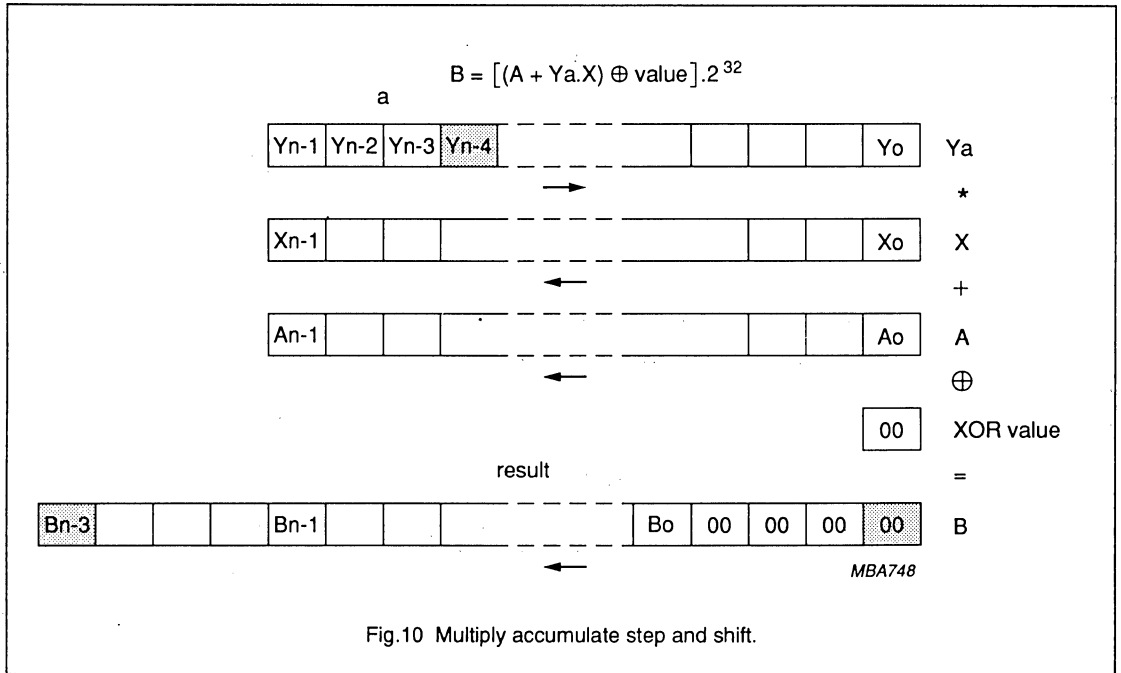 B = [(A + Ya.X) ⊕ value].2 32
a
Yn-1 Yn-2 Yn-3 Yn-4 Yo Ya
*
Xn-1 Xo X
+
An-1 Ao A
⊕
00 XOR value
result =
Bn-3 Bn-1 Bo 00 00 00 00 B
MBA748
Fig.10 Multiply accumulate step and shift.